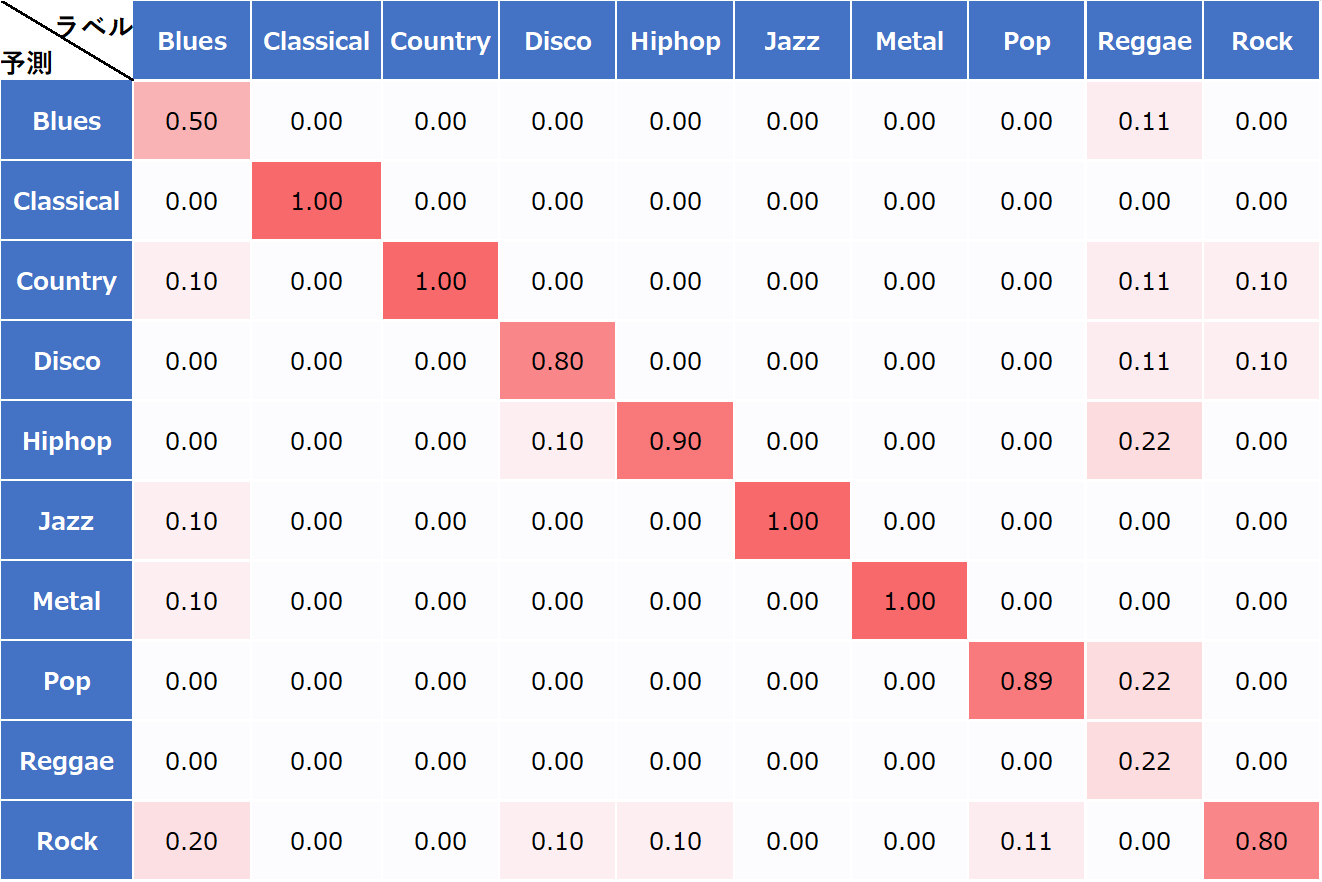 ラベル
予測
Blues Classical Country Disco Hiphop Jazz Metal Pop Reggae Rock
Blues 0.50 0.00 0.00 0.00 0.00 0.00 0.00 0.00 0.11 0.00
Classical 0.00 1.00 0.00 0.00 0.00 0.00 0.00 0.00 0.00 0.00
Country 0.10 0.00 1.00 0.00 0.00 0.00 0.00 0.00 0.11 0.10
Disco 0.00 0.00 0.00 0.80 0.00 0.00 0.00 0.00 0.11 0.10
Hiphop 0.00 0.00 0.00 0.10 0.90 0.00 0.00 0.00 0.22 0.00
Jazz 0.10 0.00 0.00 0.00 0.00 1.00 0.00 0.00 0.00 0.00
Metal 0.10 0.00 0.00 0.00 0.00 0.00 1.00 0.00 0.00 0.00
Pop 0.00 0.00 0.00 0.00 0.00 0.00 0.00 0.89 0.22 0.00
Reggae 0.00 0.00 0.00 0.00 0.00 0.00 0.00 0.00 0.22 0.00
Rock 0.20 0.00 0.00 0.10 0.10 0.00 0.00 0.11 0.00 0.80